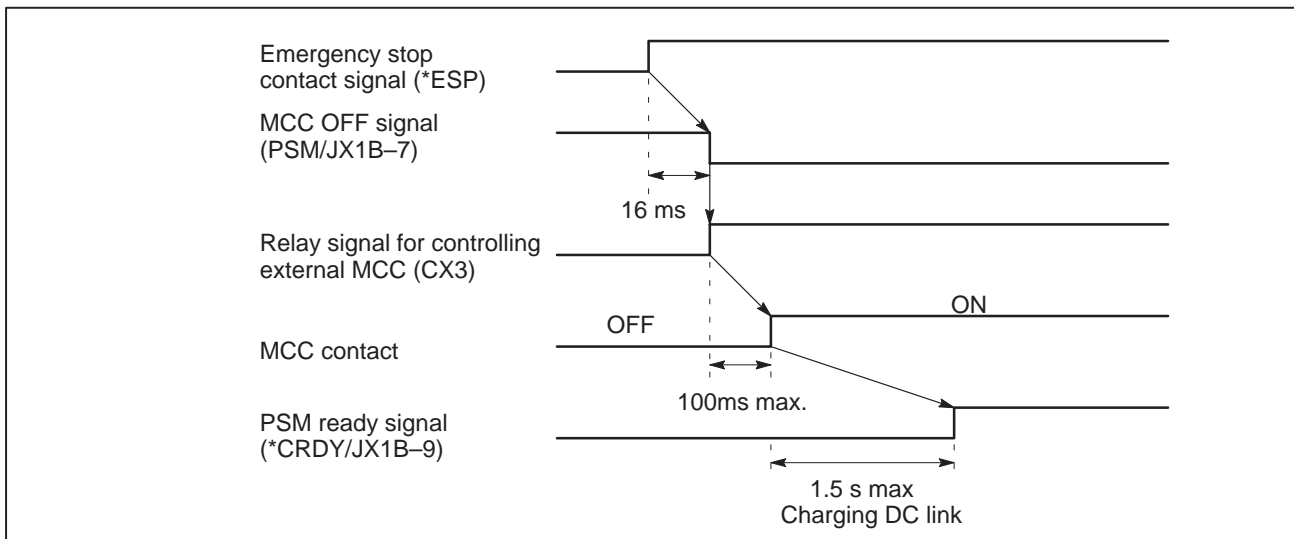 Emergency stop
contact signal (*ESP)
MCC OFF signal
(PSM/JX1B–7)
16 ms
Relay signal for controlling
external MCC (CX3)
OFF
ON
MCC contact
100ms max.
PSM ready signal
(*CRDY/JX1B–9)
1.5 s max
Charging DC link